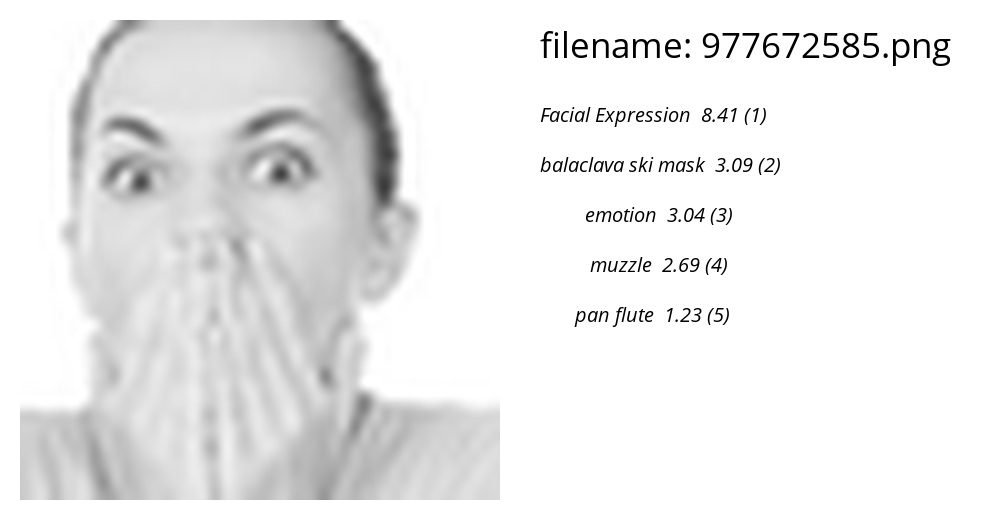 filename: 977672585.png
Facial Expression 8.41 (1)
balaclava ski mask 3.09 (2)
emotion 3.04 (3)
muzzle 2.69 (4)
pan flute 1.23 (5)